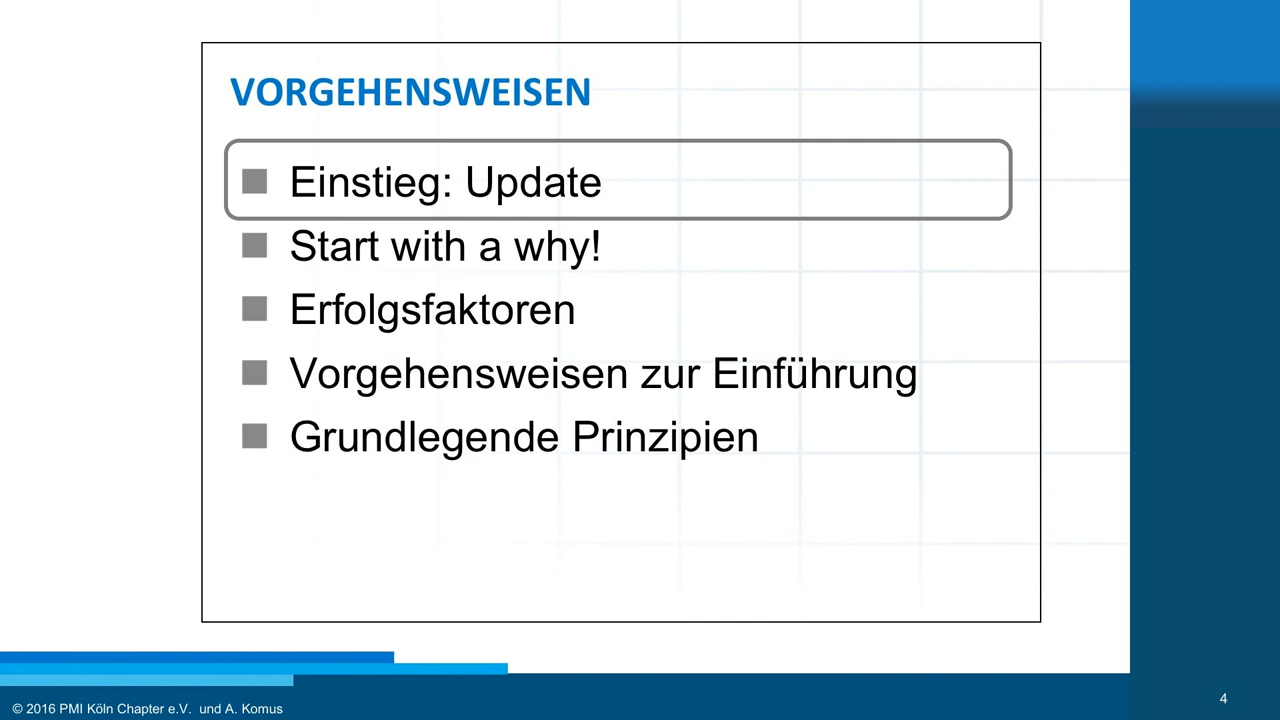 VORGEHENSWEISEN
Einstieg: Update
Start with a why!
Erfolgsfaktoren
Vorgehensweisen zur Einführung
Grundlegende Prinzipien
© 2016 PMI Köln Chapter e.V. und A. Komus
4